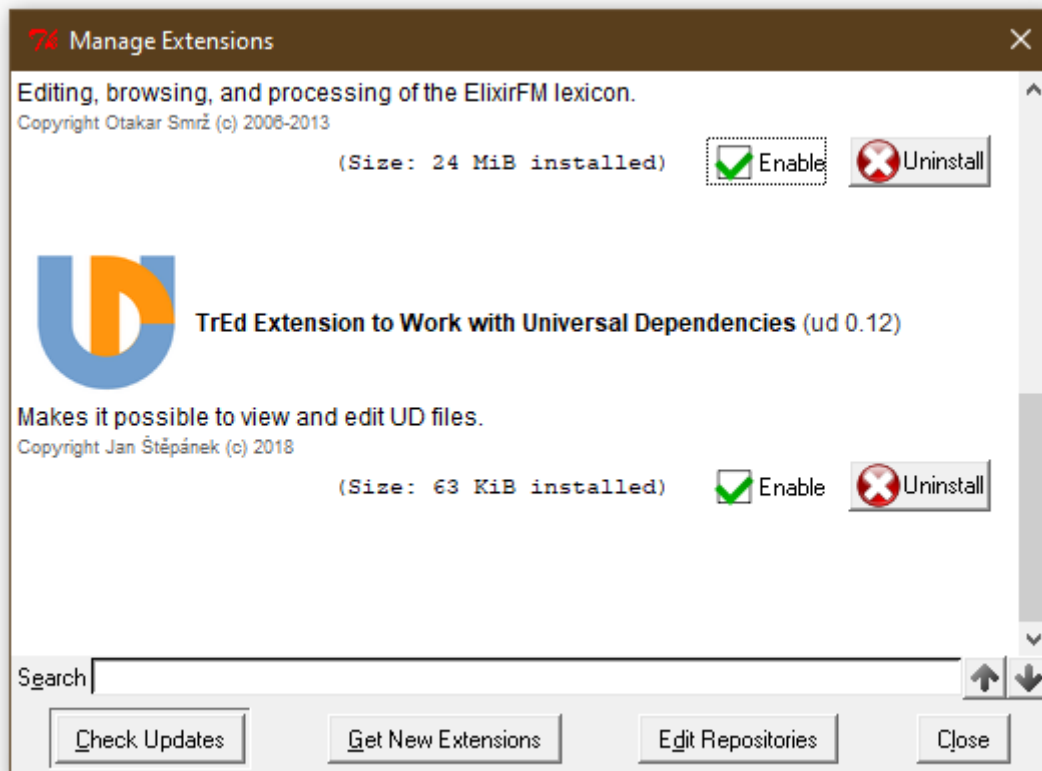 Manage Extensions
Editing, browsing, and processing of the ElixirFM lexicon.
Copyright Otakar Smrž (c) 2006-2013
(Size: 24 MiB installed) Enable Uninstall
TrEd Extension to Work with Universal Dependencies (ud 0.12)
Makes it possible to view and edit UD files.
Copyright Jan Štěpánek (c) 2018
(Size: 63 KiB installed) Enable Uninstall
Search
Check Updates Get New Extensions Edit Repositories Close